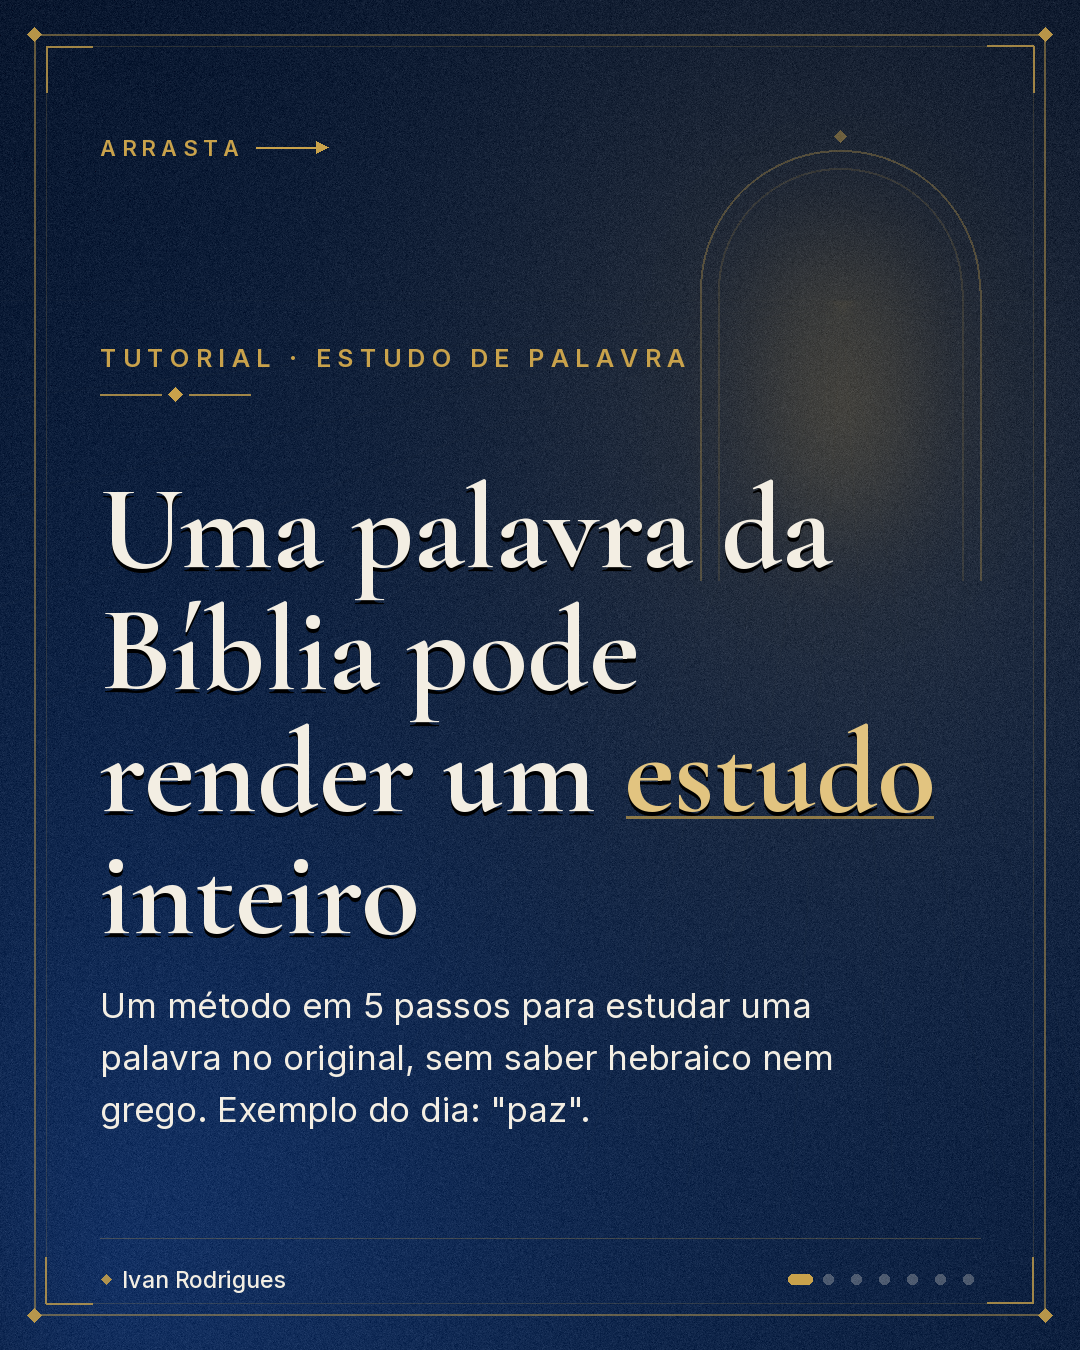 ARRASTA
TUTORIAL · ESTUDO DE PALAVRA
Uma palavra da
Bíblia pode
render um estudo
inteiro
Um método em 5 passos para estudar uma
palavra no original, sem saber hebraico nem
grego. Exemplo do dia: "paz".
Ivan Rodrigues